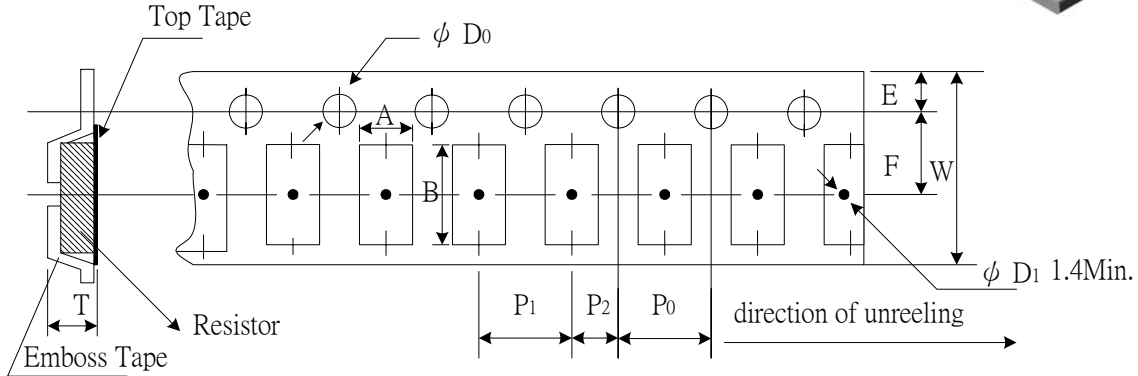 Top Tape
ϕ D0
E
A
F
W
B
ϕ D1 1.4Min.
T
P1
P2
P0
direction of unreeling
Resistor
Emboss Tape